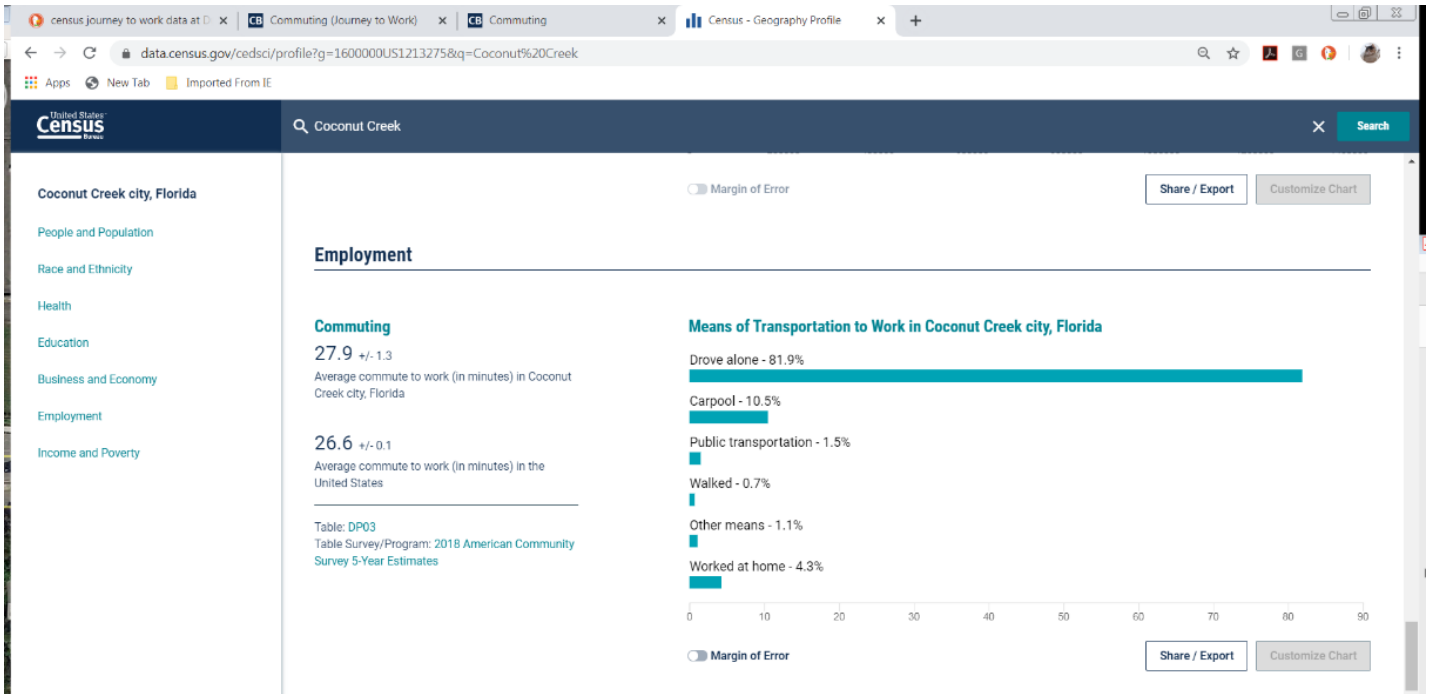 census journey to work data at D
Commuting (Journey to Work)
Commuting
Census - Geography Profile
data.census.gov/cedsci/profile?g=1600000US1213275&q=Coconut%20Creek
Apps
New Tab
Imported From IE
United States
Census
Bureau
Coconut Creek
Search
Coconut Creek city, Florida
People and Population
Race and Ethnicity
Health
Education
Business and Economy
Employment
Income and Poverty
Margin of Error
Share / Export
Customize Chart
Employment
Commuting
27.9 +/- 1.3
Average commute to work (in minutes) in Coconut
Creek city, Florida
26.6 +/- 0.1
Average commute to work (in minutes) in the
United States
Table: DP03
Table Survey/Program: 2018 American Community
Survey 5-Year Estimates
Means of Transportation to Work in Coconut Creek city, Florida
Drove alone - 81.9%
Carpool - 10.5%
Public transportation - 1.5%
Walked - 0.7%
Other means - 1.1%
Worked at home - 4.3%
0 10 20 30 40 50 60 70 80 90
Margin of Error
Share / Export
Customize Chart